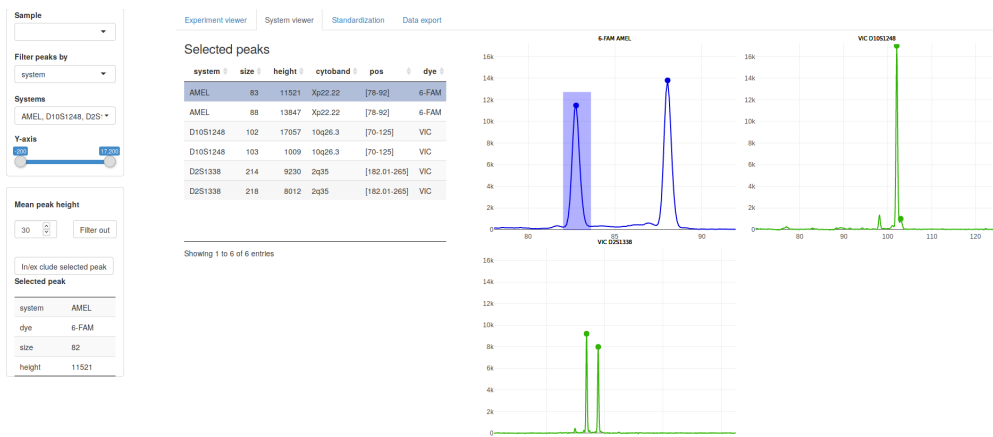 Sample
Filter peaks by
system
Systems
AMEL, D10S1248, D2S:
Y-axis
-200 17,200
Mean peak height
30 Filter out
In/ex clude selected peak
Selected peak
system AMEL
dye 6-FAM
size 82
height 11521
Experiment viewer System viewer Standardization Data export
Selected peaks
system size height cytoband pos dye
AMEL 83 11521 Xp22.22 [78-92] 6-FAM
AMEL 88 13847 Xp22.22 [78-92] 6-FAM
D10S1248 102 17057 10q26.3 [70-125] VIC
D10S1248 103 1009 10q26.3 [70-125] VIC
D2S1338 214 9230 2q35 [182.01-265] VIC
D2S1338 218 8012 2q35 [182.01-265] VIC
Showing 1 to 6 of 6 entries
6-FAM AMEL
16k
14k
12k
10k
8k
6k
4k
2k
0
80 85 90
VIC D10S1248
16k
14k
12k
10k
8k
6k
4k
2k
0
80 90 100 110 120
VIC D2S1338
16k
14k
12k
10k
8k
6k
4k
2k
0